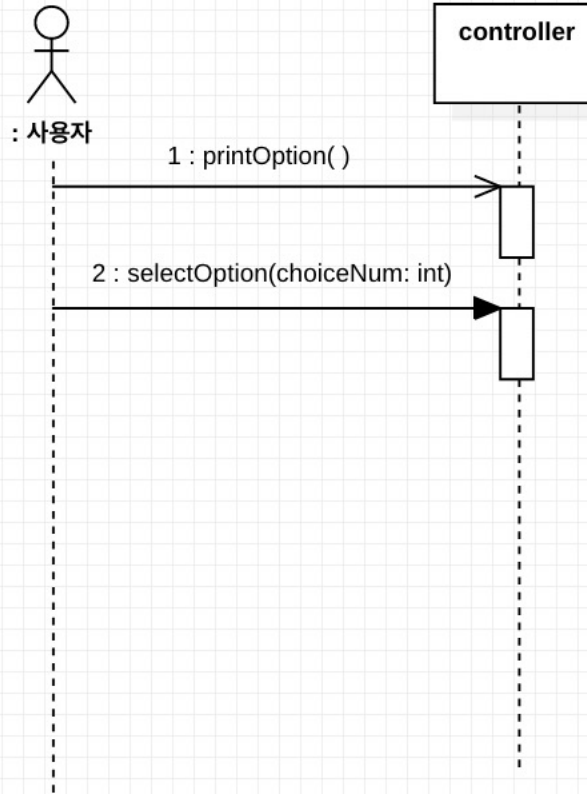 controller
: 사용자
1 : printOption( )
2 : selectOption(choiceNum: int)